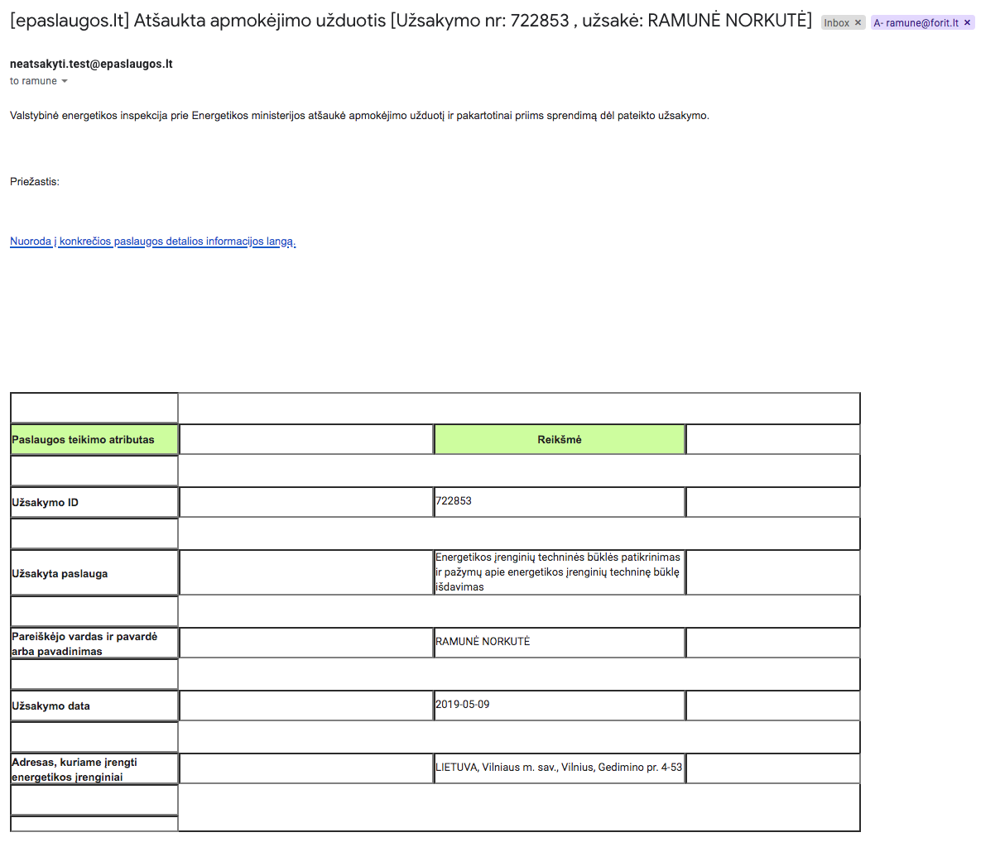 [epaslaugos.lt] Atšaukta apmokėjimo užduotis [Užsakymo nr: 722853 , užsakė: RAMUNĖ NORKUTĖ] Inbox × A- ramune@forit.lt ×
neatsakyti.test@epaslaugos.lt
to ramune
Valstybinė energetikos inspekcija prie Energetikos ministerijos atšaukė apmokėjimo užduotį ir pakartotinai priims sprendimą dėl pateikto užsakymo.
Priežastis:
Nuoroda į konkrečios paslaugos detalios informacijos langą.
Paslaugos teikimo atributas Reikšmė
Užsakymo ID 722853
Užsakyta paslauga
Energetikos įrenginių techninės būklės patikrinimas
ir pažymų apie energetikos įrenginių techninę būklę
išdavimas
Pareiškėjo vardas ir pavardė
arba pavadinimas
RAMUNĖ NORKUTĖ
Užsakymo data 2019-05-09
Adresas, kuriame įrengti
energetikos įrenginiai
LIETUVA, Vilniaus m. sav., Vilnius, Gedimino pr. 4-53